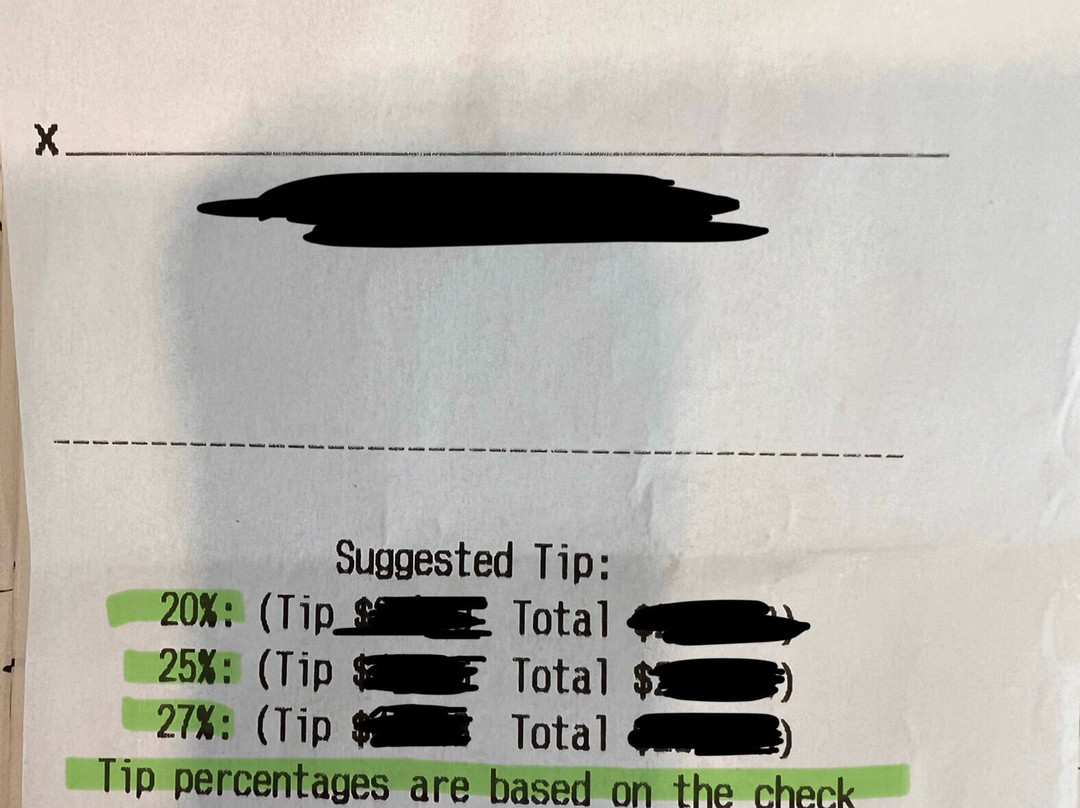 X
Suggested Tip:
20%: (Tip $ Total $ )
25%: (Tip $ Total $ )
27%: (Tip $ Total )
Tip percentages are based on the check